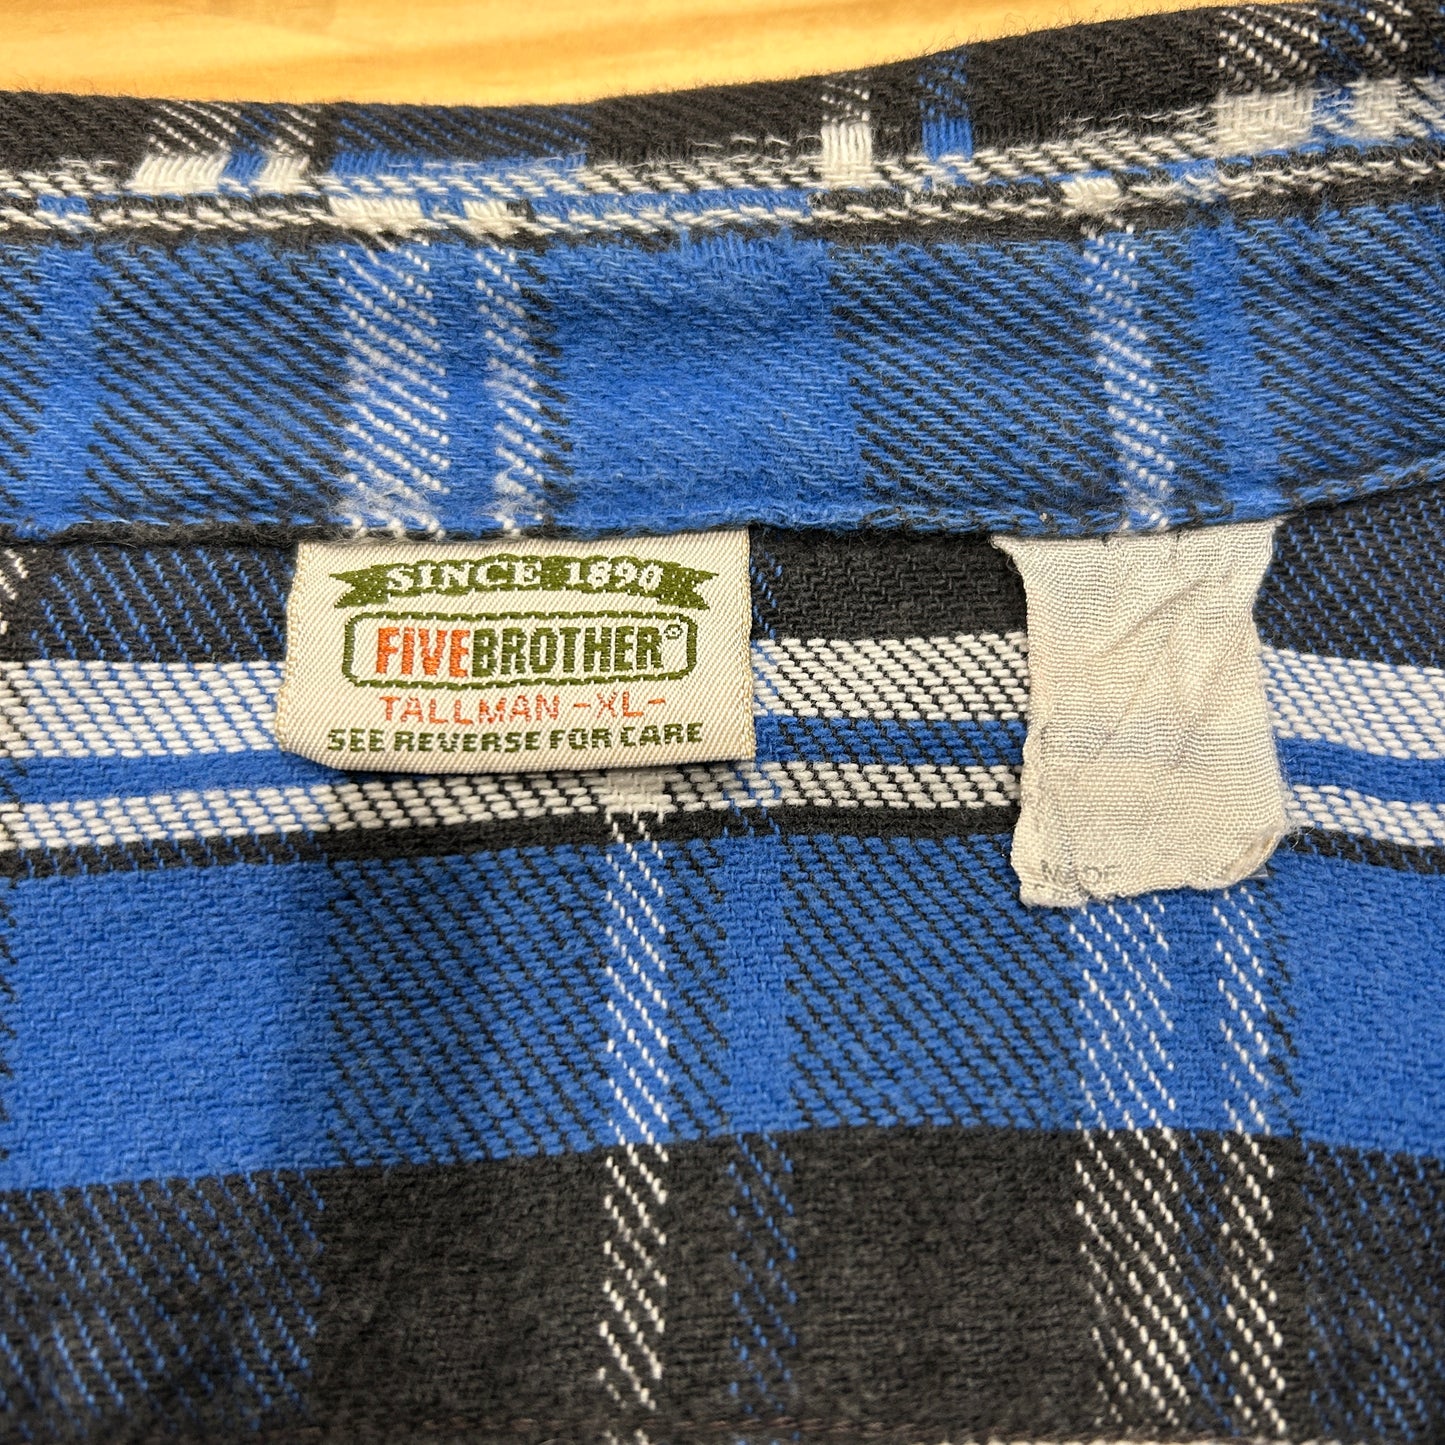 SINCE 1890
FIVEBROTHER®
TALLMAN -XL-
SEE REVERSE FOR CARE